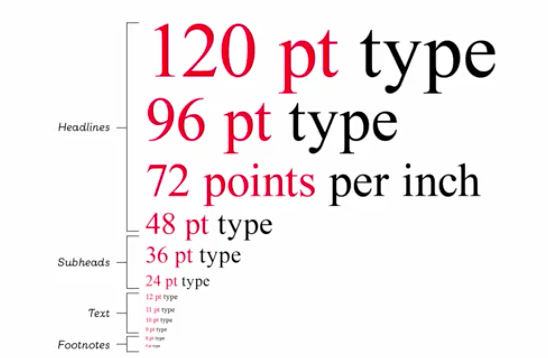 120 pt type
96 pt type
Headlines
72 points per inch
48 pt type
36 pt type
Subheads
24 pt type
12 pt type
11 pt type
Text
10 pt type
9 pt type
8 pt type
Footnotes
pt type